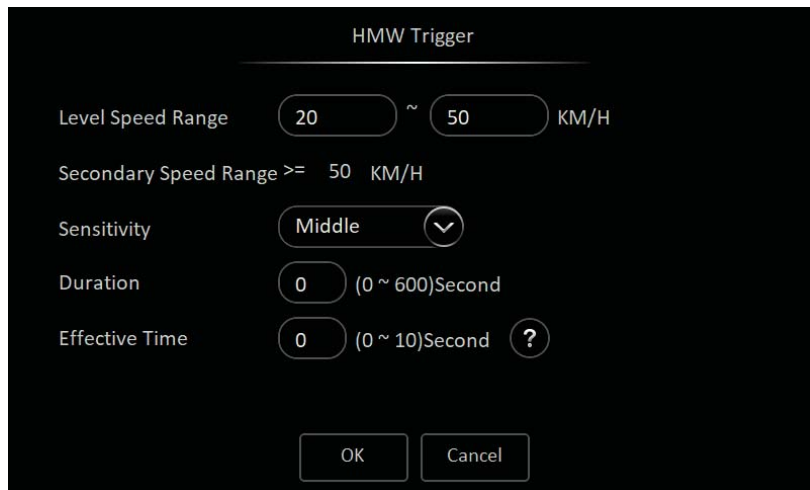 HMW Trigger
Level Speed Range 20 ~ 50 KM/H
Secondary Speed Range >= 50 KM/H
Sensitivity Middle
Duration 0 (0 ~ 600)Second
Effective Time 0 (0 ~ 10)Second ?
OK Cancel